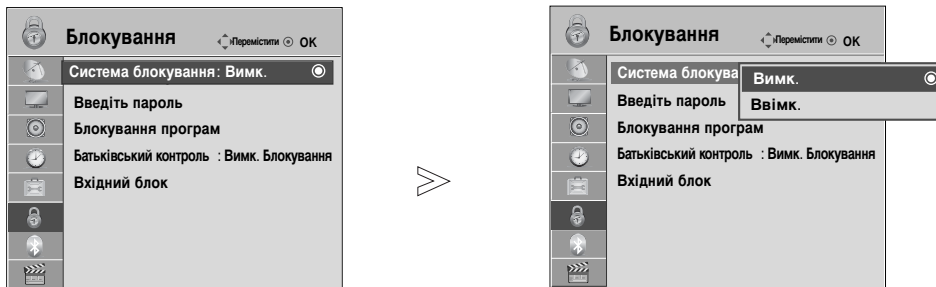 Блокування Перемістити OK
Система блокування : Вимк.
Введіть пароль
Блокування програм
Батьківський контроль : Вимк. Блокування
Вхідний блок
>
Блокування Перемістити OK
Система блокува
Вимк.
Ввімк.
Введіть пароль
Блокування програм
Батьківський контроль : Вимк. Блокування
Вхідний блок